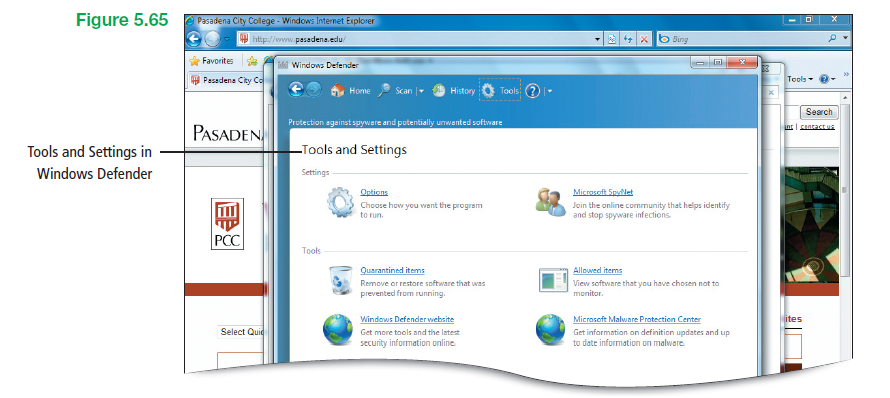 Figure 5.65
Pasadena City College - Windows Internet Explorer
http://www.pasadena.edu/
Bing
Favorites
Windows Defender
Pasadena City Co
Tools
Home Scan History Tools
Search
contact us
Protection against spyware and potentially unwanted software
PASADEN
Tools and Settings in
Windows Defender
Tools and Settings
Settings
Options
Choose how you want the program
to run.
Microsoft SpyNet
Join the online community that helps identify
and stop spyware infections.
PCC
Tools
Quarantined items
Remove or restore software that was
prevented from running.
Allowed items
View software that you have chosen not to
monitor.
Windows Defender website
Get more tools and the latest
security information online.
Microsoft Malware Protection Center
Get information on definition updates and up
to date information on malware.
Select Quic
ites